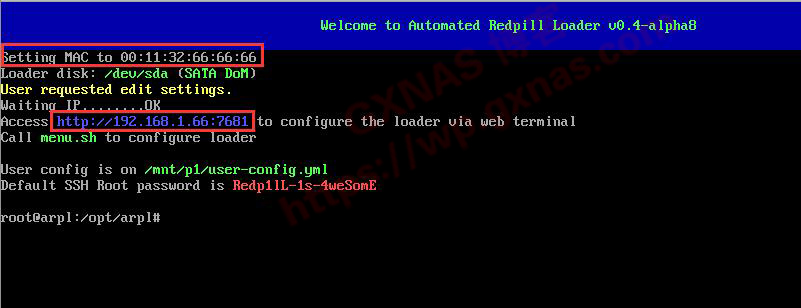 Welcome to Automated Redpill Loader v0.4-alpha8
Setting MAC to 00:11:32:66:66:66
Loader disk: /dev/sda (SATA DoM)
User requested edit settings.
Waiting IP........OK
Access http://192.168.1.66:7681 to configure the loader via web terminal
Call menu.sh to configure loader
User config is on /mnt/p1/user-config.yml
Default SSH Root password is Redp1lL-1s-4weSomE
root@arpl:/opt/arpl#
GXNAS 博客
https://wp.gxnas.com